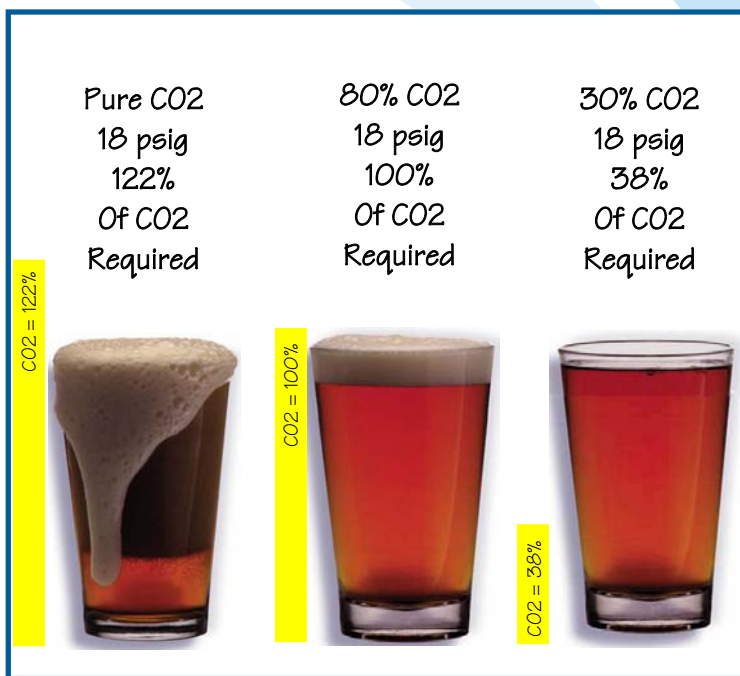 Pure CO2
18 psig
122%
Of CO2
Required
80% CO2
18 psig
100%
Of CO2
Required
30% CO2
18 psig
38%
Of CO2
Required
CO2 = 122%
CO2 = 100%
CO2 = 38%